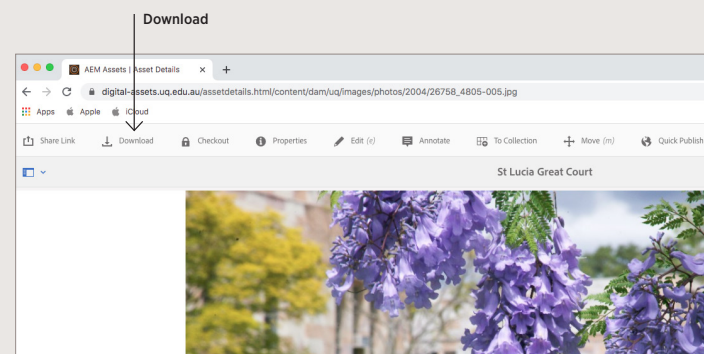 Download
AEM Assets | Asset Details × +
digital-assets.uq.edu.au/assetdetails.html/content/dam/uq/images/photos/2004/26758_4805-005.jpg
Apps Apple iCloud
Share Link Download Checkout Properties Edit (e) Annotate To Collection Move (m) Quick Publish
St Lucia Great Court